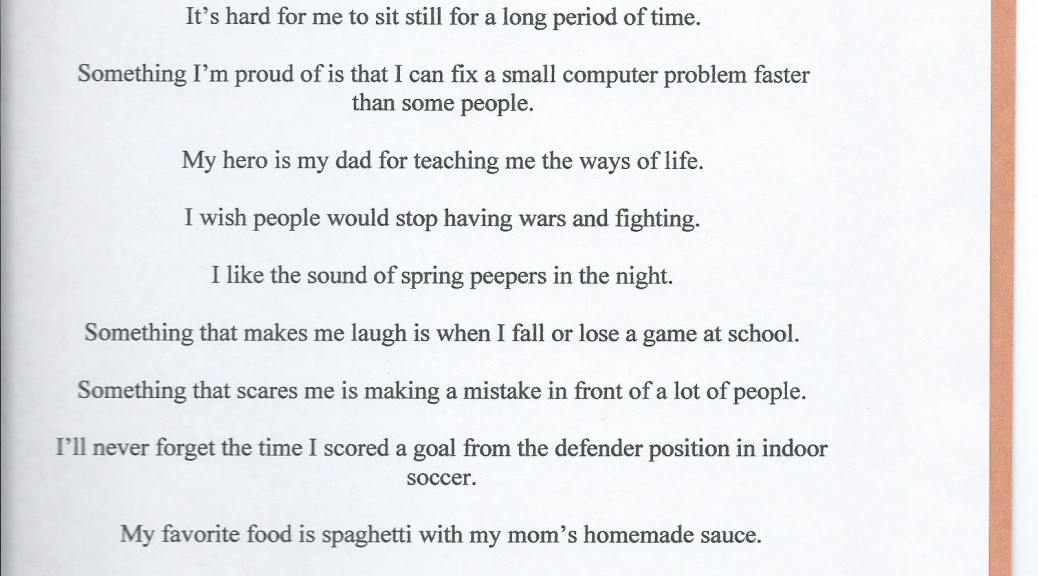 It's hard for me to sit still for a long period of time.
Something I'm proud of is that I can fix a small computer problem faster
than some people.
My hero is my dad for teaching me the ways of life.
I wish people would stop having wars and fighting.
I like the sound of spring peepers in the night.
Something that makes me laugh is when I fall or lose a game at school.
Something that scares me is making a mistake in front of a lot of people.
I'll never forget the time I scored a goal from the defender position in indoor
soccer.
My favorite food is spaghetti with my mom's homemade sauce.